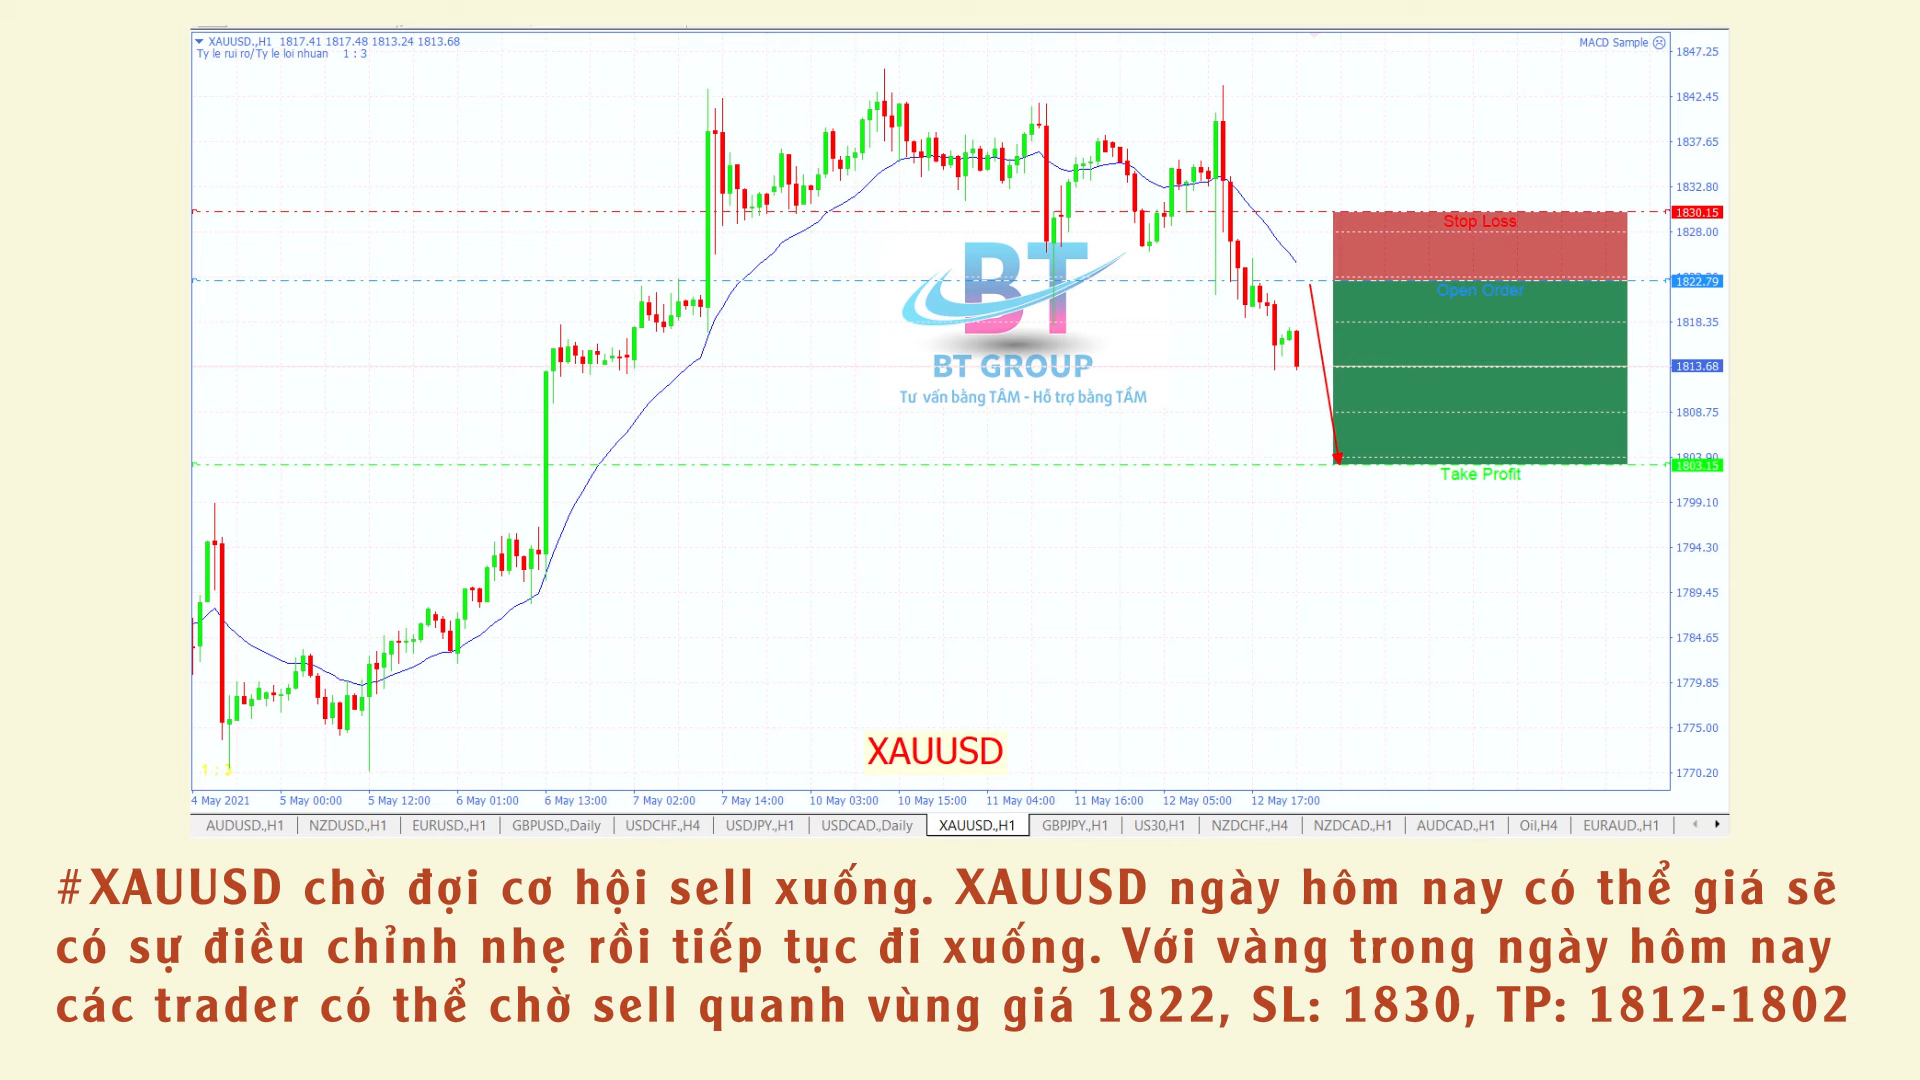 XAUUSD.,H1 1817.41 1817.48 1813.24 1813.68
MACD Sample
Ty le rui ro/Ty le loi nhuan 1 : 3
1847.25
1842.45
1837.65
1832.80
1830.15
Stop Loss
1828.00
1822.79
Open Order
1818.35
1813.68
1808.75
1803.90
1803.15
Take Profit
1799.10
1794.30
1789.45
1784.65
1779.85
1775.00
1770.20
BT
BT GROUP
Tư vấn bằng TÂM - Hỗ trợ bằng TẦM
XAUUSD
1 : 3
4 May 2021 5 May 00:00 5 May 12:00 6 May 01:00 6 May 13:00 7 May 02:00 7 May 14:00 10 May 03:00 10 May 15:00 11 May 04:00 11 May 16:00 12 May 05:00 12 May 17:00
AUDUSD.,H1 NZDUSD.,H1 EURUSD.,H1 GBPUSD.,Daily USDCHF.,H4 USDJPY.,H1 USDCAD.,Daily XAUUSD.,H1 GBPJPY.,H1 US30,H1 NZDCHF.,H4 NZDCAD.,H1 AUDCAD.,H1 Oil,H4 EURAUD.,H1
#XAUUSD chờ đợi cơ hội sell xuống. XAUUSD ngày hôm nay có thể giá sẽ
có sự điều chỉnh nhẹ rồi tiếp tục đi xuống. Với vàng trong ngày hôm nay
các trader có thể chờ sell quanh vùng giá 1822, SL: 1830, TP: 1812-1802